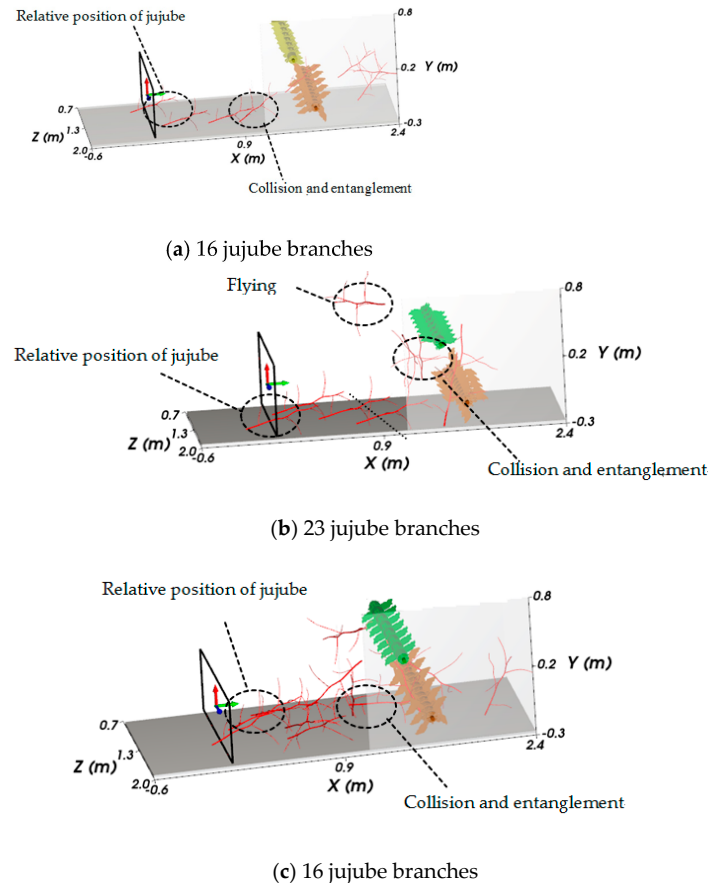 Relative position of jujube
0.8
Y (m)
0.2
0.7
Z (m)
1.3
-0.3
2.0
-0.6
0.9
2.4
X (m)
Collision and entanglement
(a) 16 jujube branches
Flying
0.8
Relative position of jujube
0.2
Y (m)
0.7
1.3
-0.3
Z (m)
2.0
-0.6
0.9
2.4
X (m)
Collision and entanglement
(b) 23 jujube branches
Relative position of jujube
0.8
0.2
Y (m)
0.7
1.3
-0.3
Z (m)
2.0
-0.6
0.9
2.4
X (m)
Collision and entanglement
(c) 16 jujube branches